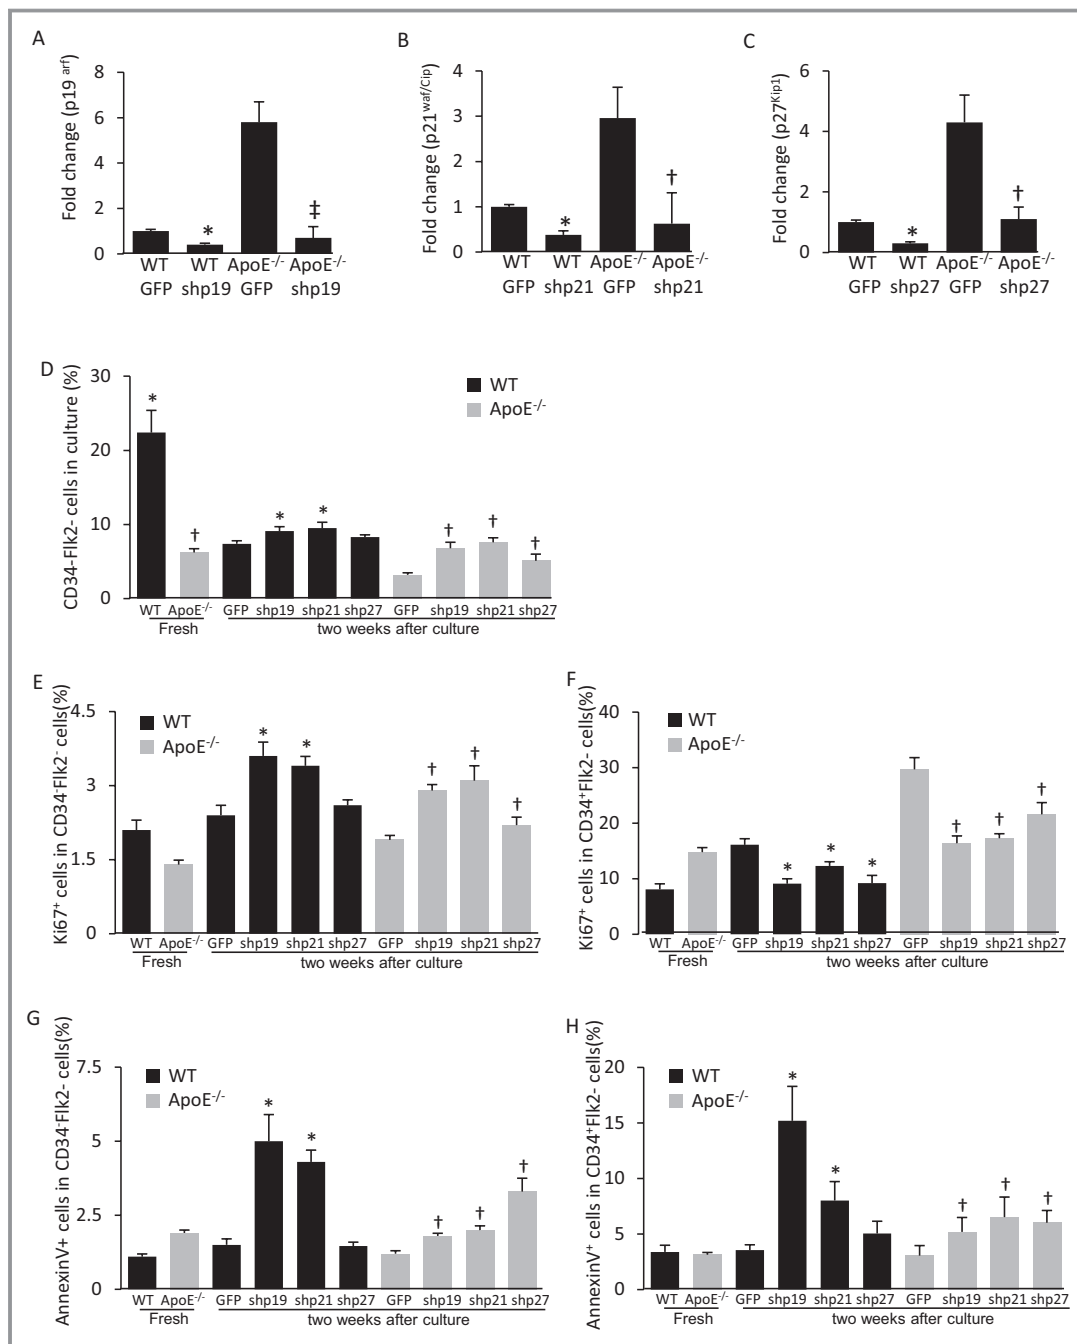 A
Fold change (p19 arf)
8
6
4
2
0
*
‡
WT WT ApoE-/- ApoE-/-
GFP shp19 GFP shp19
B
Fold change (p21waf/Cip)
4
3
2
1
0
*
†
WT WT ApoE-/- ApoE-/-
GFP shp21 GFP shp21
C
Fold change (p27Kip1)
6
4
2
0
*
†
WT WT ApoE-/- ApoE-/-
GFP shp27 GFP shp27
D
CD34-Flk2- cells in culture (%)
30
20
10
0
WT
ApoE-/-
* † * * † † †
WT ApoE-/- GFP shp19 shp21 shp27 GFP shp19 shp21 shp27
Fresh two weeks after culture
E
Ki67+ cells in CD34-Flk2- cells(%)
4.5
3
1.5
0
WT
ApoE-/-
* * † † †
WT ApoE-/- GFP shp19 shp21 shp27 GFP shp19 shp21 shp27
Fresh two weeks after culture
F
Ki67+ cells in CD34+Flk2- cells(%)
40
30
20
10
0
WT
ApoE-/-
* * * † † †
WT ApoE-/- GFP shp19 shp21 shp27 GFP shp19 shp21 shp27
Fresh two weeks after culture
G
AnnexinV+ cells in CD34-Flk2- cells(%)
7.5
5
2.5
0
WT
ApoE-/-
* * † † †
WT ApoE-/- GFP shp19 shp21 shp27 GFP shp19 shp21 shp27
Fresh two weeks after culture
H
AnnexinV+ cells in CD34+Flk2- cells(%)
20
15
10
5
0
WT
ApoE-/-
* * † † †
WT ApoE-/- GFP shp19 shp21 shp27 GFP shp19 shp21 shp27
Fresh two weeks after culture